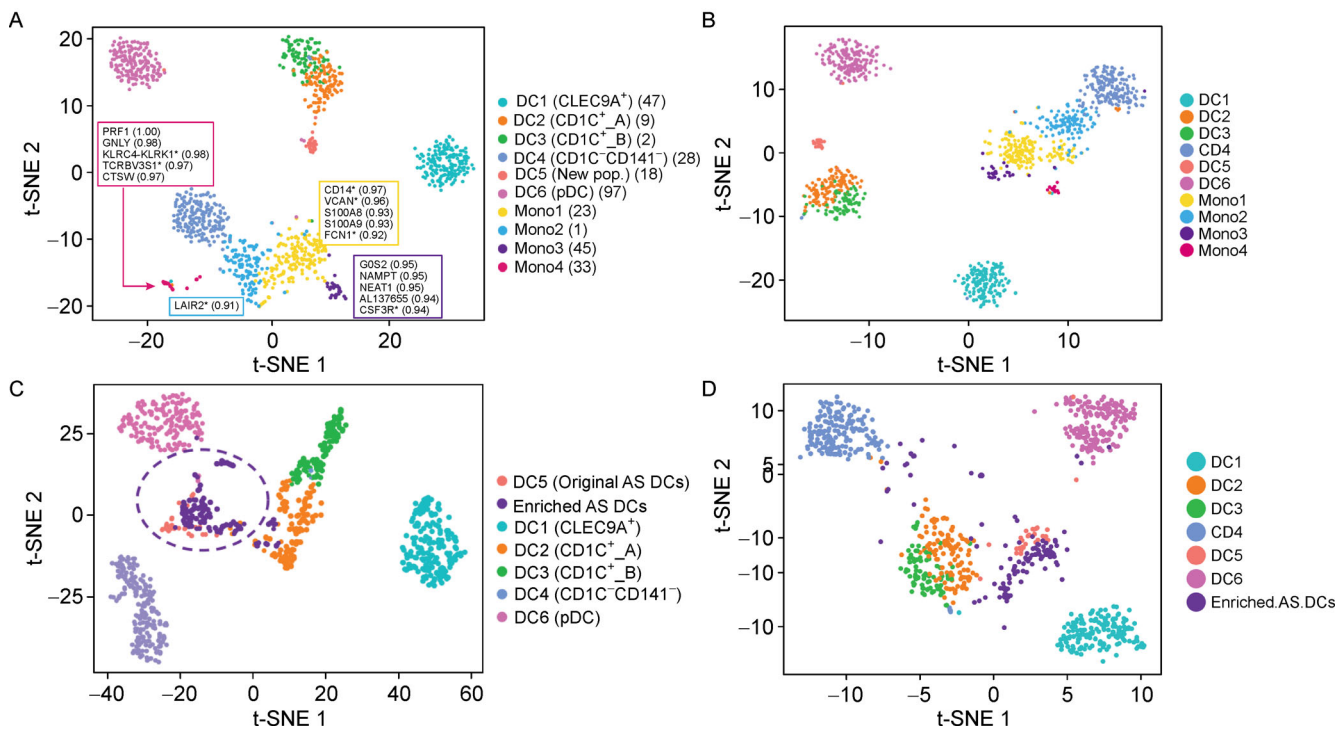 A
t-SNE 2
20
10
0
−10
−20
−20
0
20
t-SNE 1
PRF1 (1.00)
GNLY (0.98)
KLRC4-KLRK1* (0.98)
TCRBV3S1* (0.97)
CTSW (0.97)
CD14* (0.97)
VCAN* (0.96)
S100A8 (0.93)
S100A9 (0.93)
FCN1* (0.92)
G0S2 (0.95)
NAMPT (0.95)
NEAT1 (0.95)
AL137655 (0.94)
CSF3R* (0.94)
LAIR2* (0.91)
DC1 (CLEC9A⁺) (47)
DC2 (CD1C⁺_A) (9)
DC3 (CD1C⁺_B) (2)
DC4 (CD1C⁻CD141⁻) (28)
DC5 (New pop.) (18)
DC6 (pDC) (97)
Mono1 (23)
Mono2 (1)
Mono3 (45)
Mono4 (33)
B
t-SNE 2
10
0
−10
−20
−10
0
10
t-SNE 1
DC1
DC2
DC3
CD4
DC5
DC6
Mono1
Mono2
Mono3
Mono4
C
t-SNE 2
25
0
−25
−40
−20
0
20
40
60
t-SNE 1
DC5 (Original AS DCs)
Enriched AS DCs
DC1 (CLEC9A⁺)
DC2 (CD1C⁺_A)
DC3 (CD1C⁺_B)
DC4 (CD1C⁻CD141⁻)
DC6 (pDC)
D
t-SNE 2
10
5
0
0
−10
−10
−10
−10
−5
0
5
10
t-SNE 1
DC1
DC2
DC3
CD4
DC5
DC6
Enriched.AS.DCs